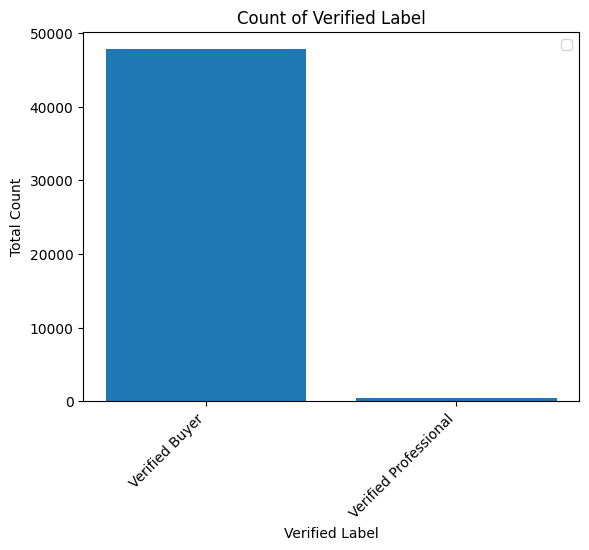 Count of Verified Label
50000
40000
30000
20000
10000
0
Total Count
Verified Buyer
Verified Professional
Verified Label